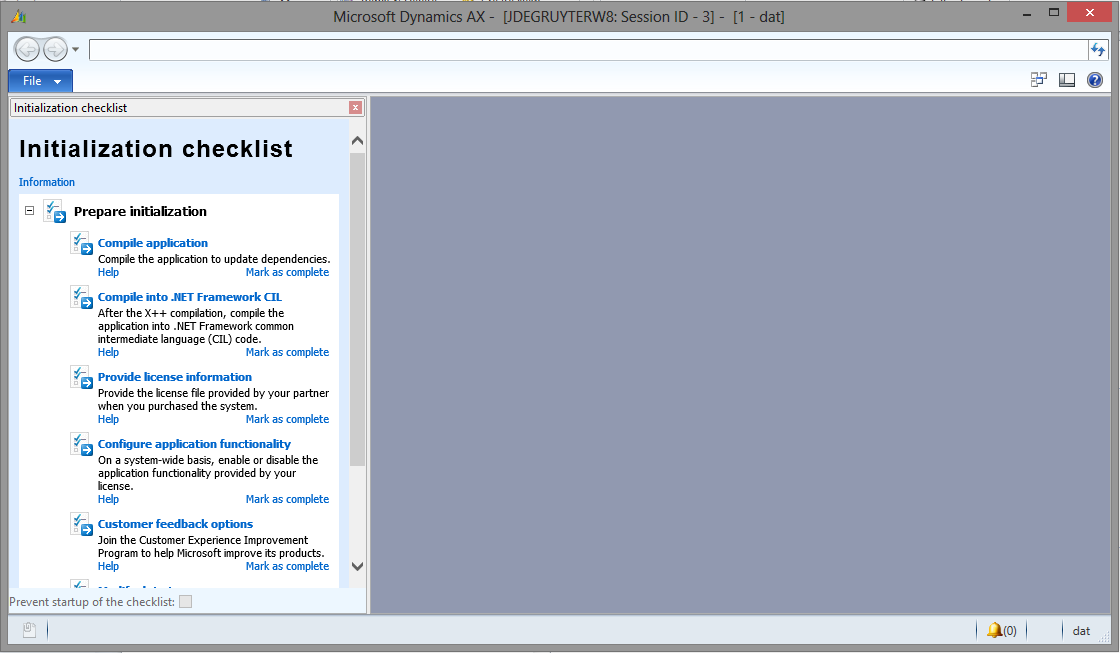 Microsoft Dynamics AX - [JDEGRUYTERW8: Session ID - 3] - [1 - dat]
File
Initialization checklist
Initialization checklist
Information
Prepare initialization
Compile application
Compile the application to update dependencies.
Help Mark as complete
Compile into .NET Framework CIL
After the X++ compilation, compile the
application into .NET Framework common
intermediate language (CIL) code.
Help Mark as complete
Provide license information
Provide the license file provided by your partner
when you purchased the system.
Help Mark as complete
Configure application functionality
On a system-wide basis, enable or disable the
application functionality provided by your
license.
Help Mark as complete
Customer feedback options
Join the Customer Experience Improvement
Program to help Microsoft improve its products.
Help Mark as complete
Prevent startup of the checklist:
(0) dat